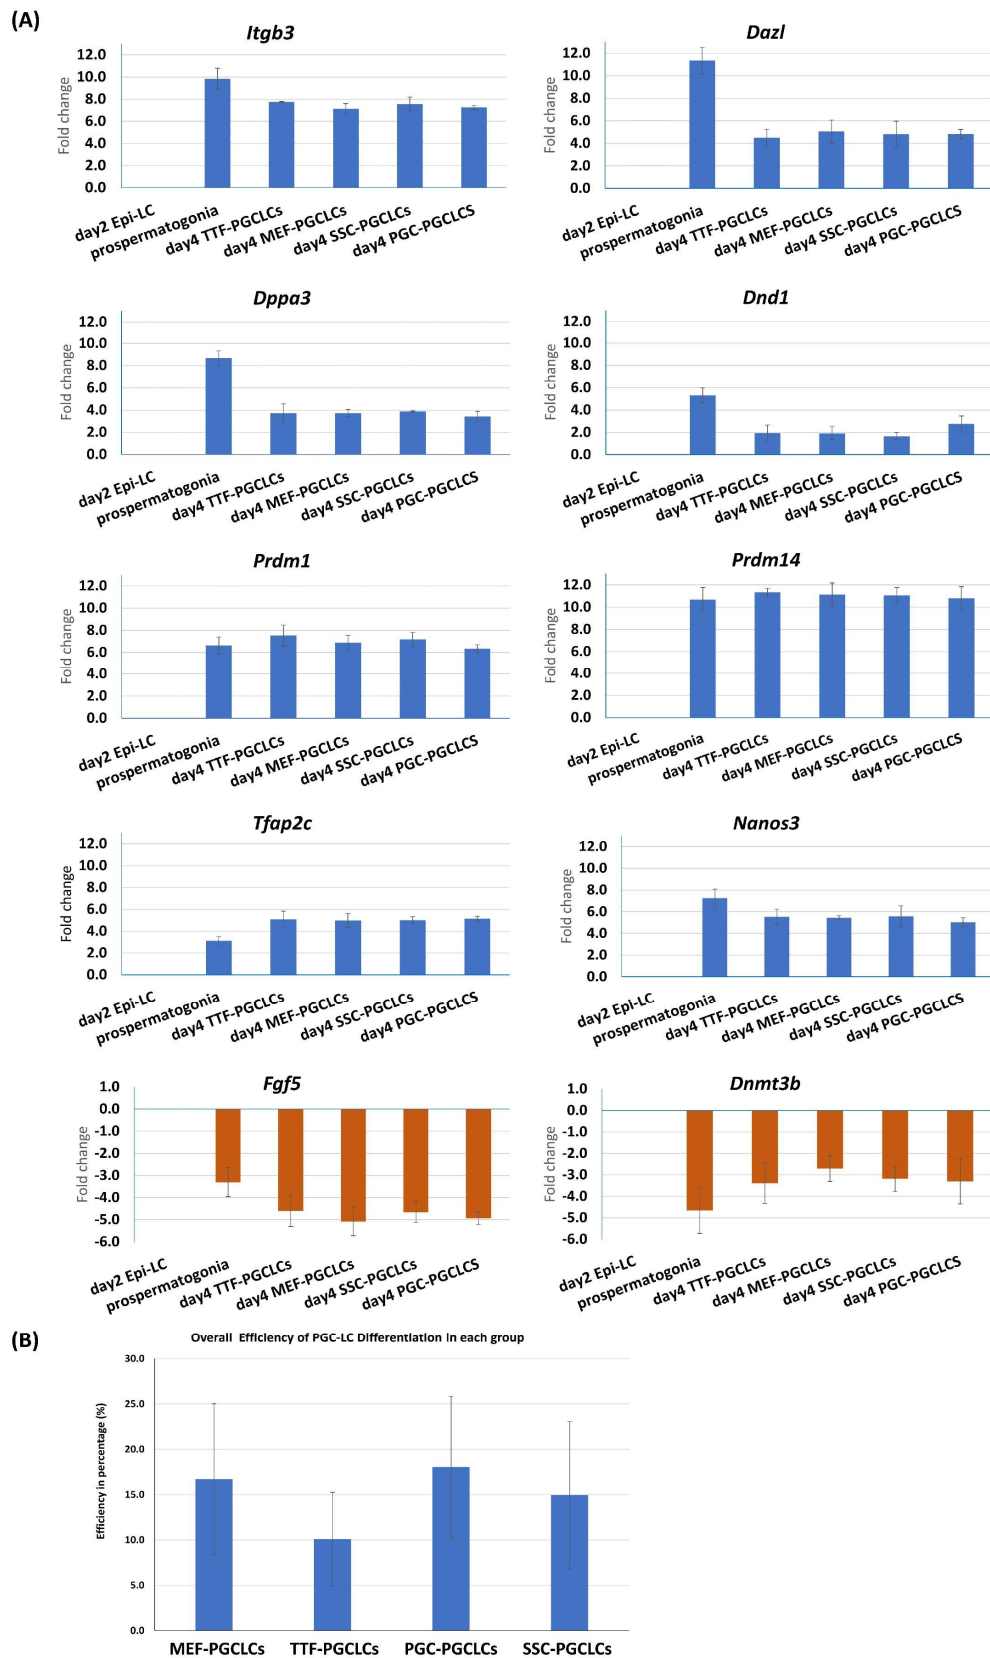 (A)
Itgb3
Fold change
12.0
10.0
8.0
6.0
4.0
2.0
0.0
day2 Epi-LC
prospermatogonia
day4 TTF-PGCLCs
day4 MEF-PGCLCs
day4 SSC-PGCLCs
day4 PGC-PGCLCS
Dazl
Fold change
12.0
10.0
8.0
6.0
4.0
2.0
0.0
day2 Epi-LC
prospermatogonia
day4 TTF-PGCLCs
day4 MEF-PGCLCs
day4 SSC-PGCLCs
day4 PGC-PGCLCS
Dppa3
Fold change
12.0
10.0
8.0
6.0
4.0
2.0
0.0
day2 Epi-LC
prospermatogonia
day4 TTF-PGCLCs
day4 MEF-PGCLCs
day4 SSC-PGCLCs
day4 PGC-PGCLCS
Dnd1
Fold change
12.0
10.0
8.0
6.0
4.0
2.0
0.0
day2 Epi-LC
prospermatogonia
day4 TTF-PGCLCs
day4 MEF-PGCLCs
day4 SSC-PGCLCs
day4 PGC-PGCLCS
Prdm1
Fold change
12.0
10.0
8.0
6.0
4.0
2.0
0.0
day2 Epi-LC
prospermatogonia
day4 TTF-PGCLCs
day4 MEF-PGCLCs
day4 SSC-PGCLCs
day4 PGC-PGCLCS
Prdm14
Fold change
12.0
10.0
8.0
6.0
4.0
2.0
0.0
day2 Epi-LC
prospermatogonia
day4 TTF-PGCLCs
day4 MEF-PGCLCs
day4 SSC-PGCLCs
day4 PGC-PGCLCS
Tfap2c
Fold change
12.0
10.0
8.0
6.0
4.0
2.0
0.0
day2 Epi-LC
prospermatogonia
day4 TTF-PGCLCs
day4 MEF-PGCLCs
day4 SSC-PGCLCs
day4 PGC-PGCLCS
Nanos3
Fold change
12.0
10.0
8.0
6.0
4.0
2.0
0.0
day2 Epi-LC
prospermatogonia
day4 TTF-PGCLCs
day4 MEF-PGCLCs
day4 SSC-PGCLCs
day4 PGC-PGCLCS
Fgf5
Fold change
1.0
0.0
-1.0
-2.0
-3.0
-4.0
-5.0
-6.0
day2 Epi-LC
prospermatogonia
day4 TTF-PGCLCs
day4 MEF-PGCLCs
day4 SSC-PGCLCs
day4 PGC-PGCLCS
Dnmt3b
Fold change
1.0
0.0
-1.0
-2.0
-3.0
-4.0
-5.0
-6.0
day2 Epi-LC
prospermatogonia
day4 TTF-PGCLCs
day4 MEF-PGCLCs
day4 SSC-PGCLCs
day4 PGC-PGCLCS
(B)
Overall Efficiency of PGC-LC Differentiation in each group
Efficiency in percentage (%)
30.0
25.0
20.0
15.0
10.0
5.0
0.0
MEF-PGCLCs
TTF-PGCLCs
PGC-PGCLCs
SSC-PGCLCs